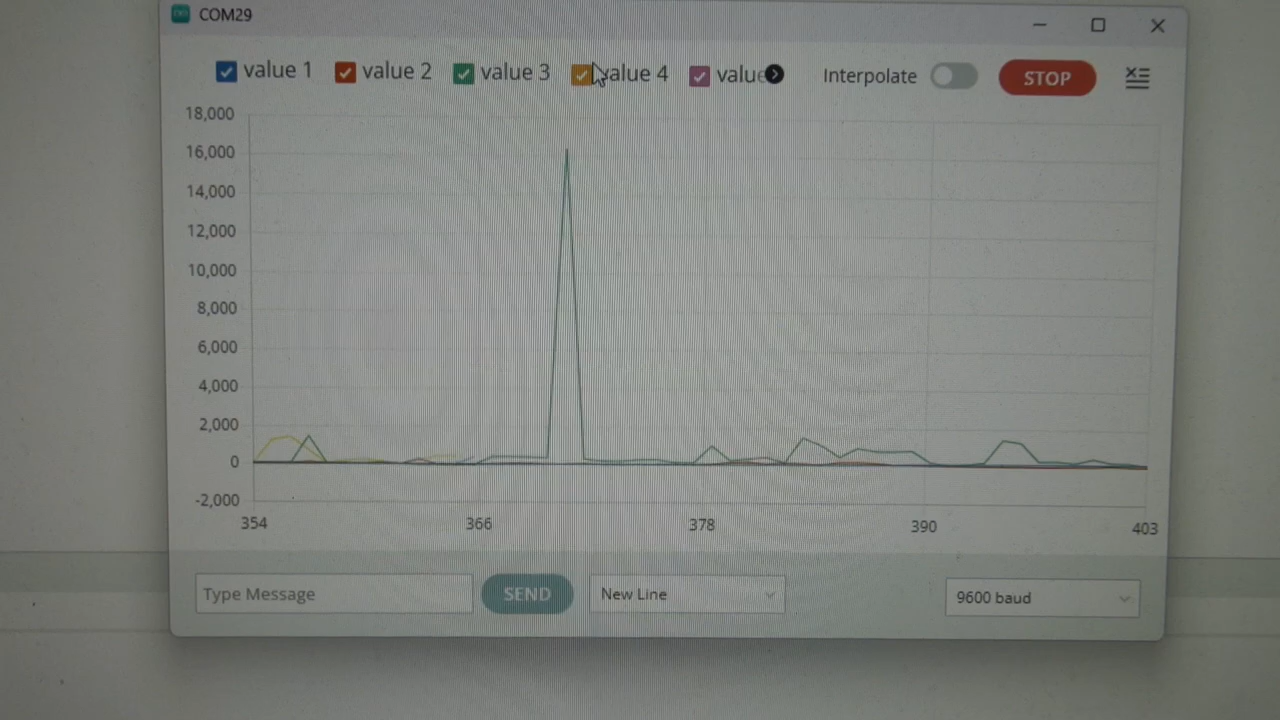 COM29
value 1 value 2 value 3 value 4 value Interpolate STOP
18,000
16,000
14,000
12,000
10,000
8,000
6,000
4,000
2,000
0
-2,000
354 366 378 390 403
Type Message SEND New Line 9600 baud